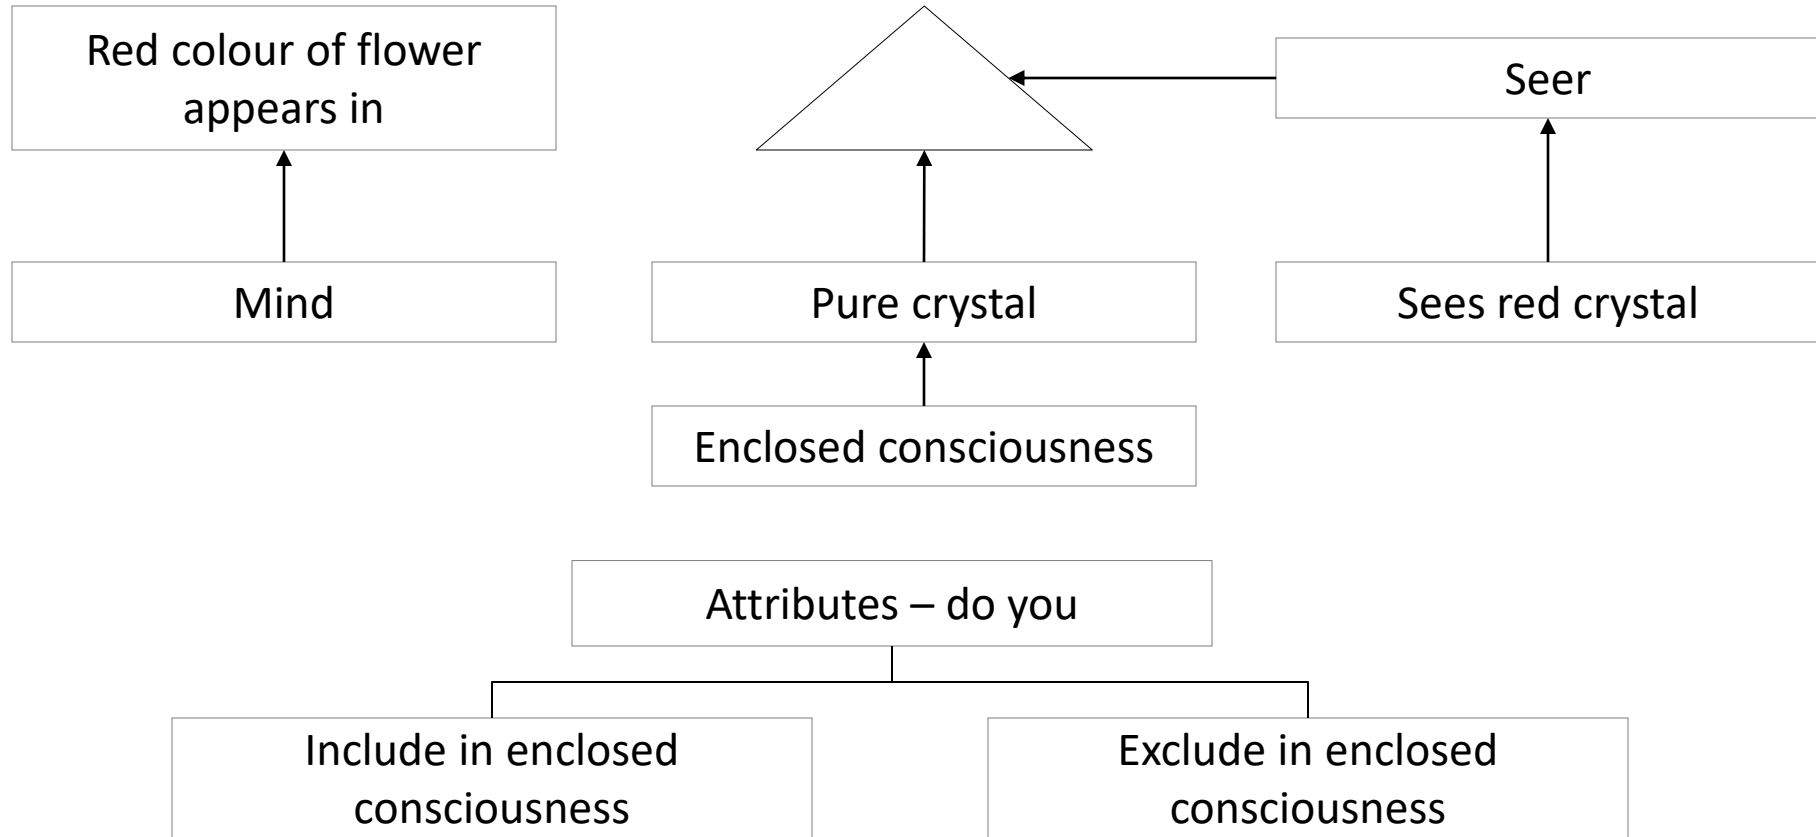 Red colour of flower
appears in
Seer
Mind
Pure crystal
Sees red crystal
Enclosed consciousness
Attributes – do you
Include in enclosed
consciousness
Exclude in enclosed
consciousness